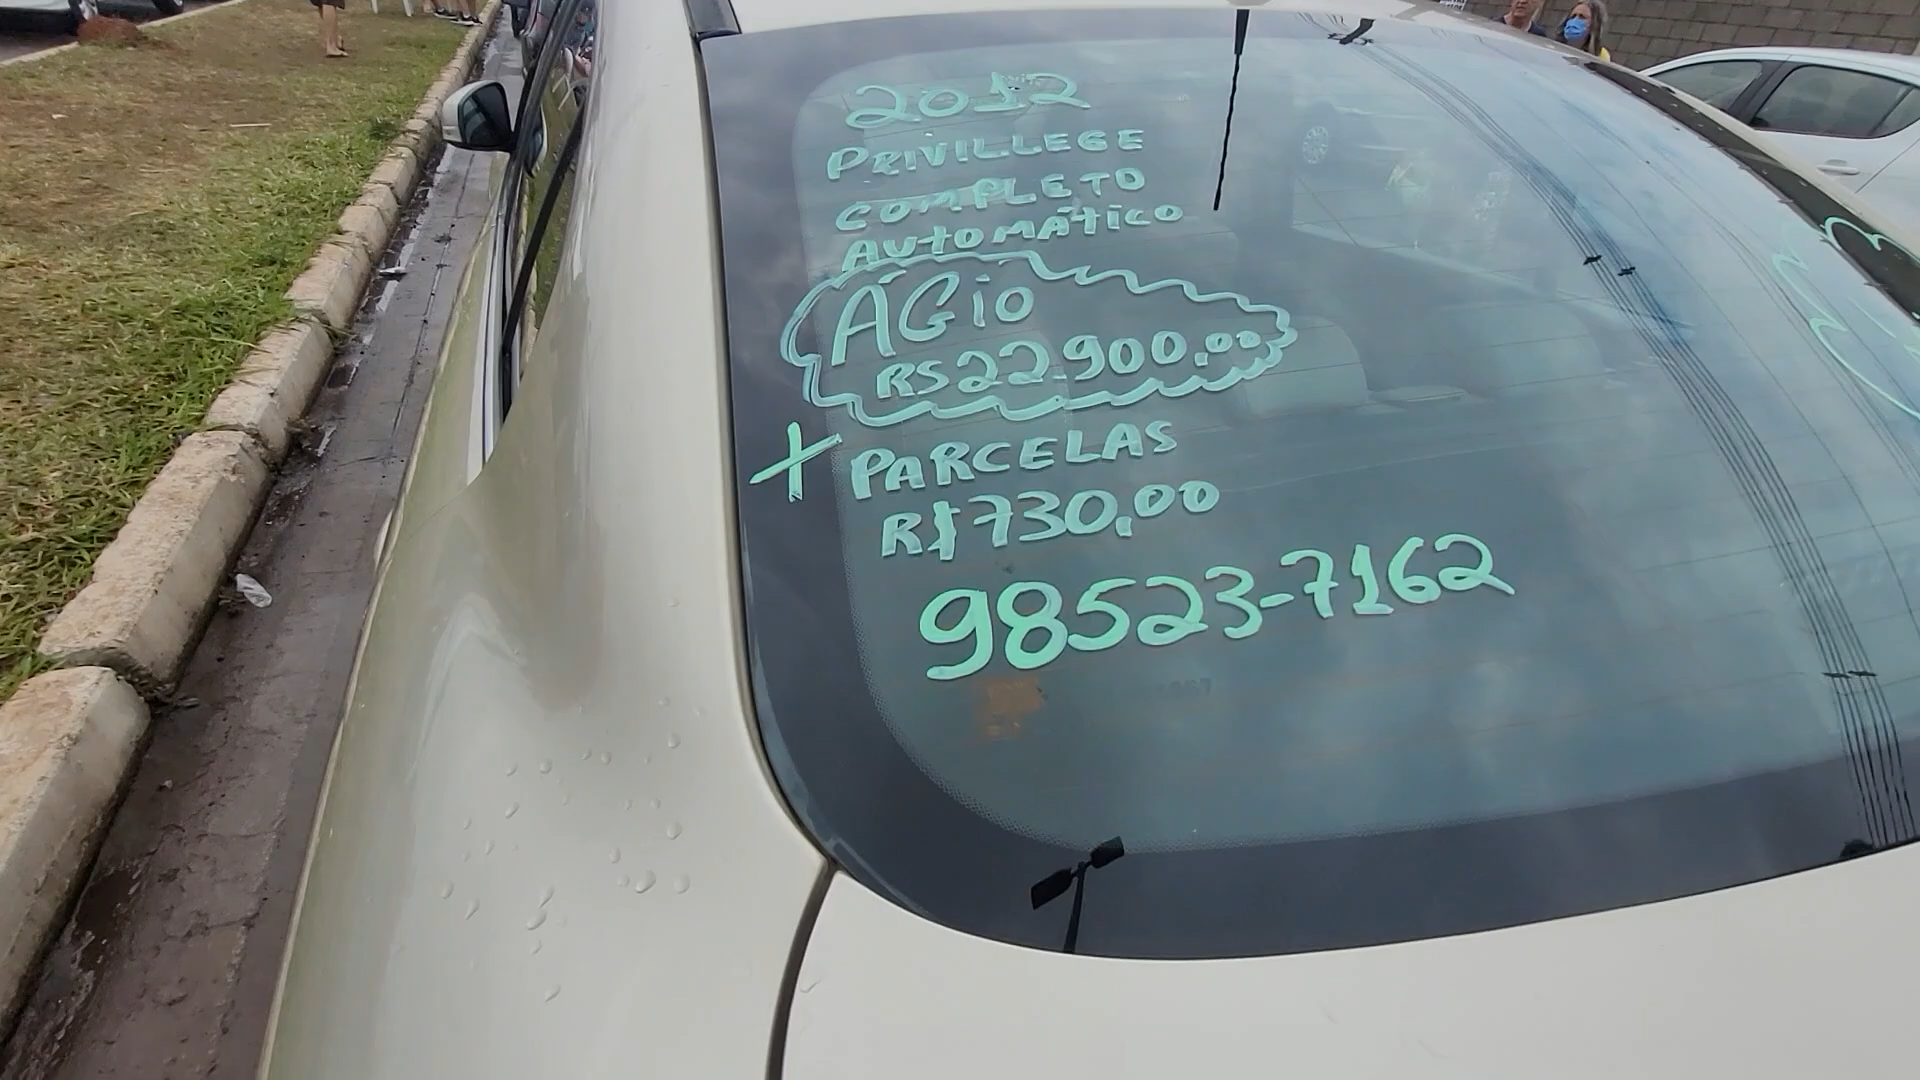 2012
PRIVILLEGE
COMPLETO
AUTOMÁTICO
ÁGIO
R$22.900,00
+ PARCELAS
R$730,00
98523-7162